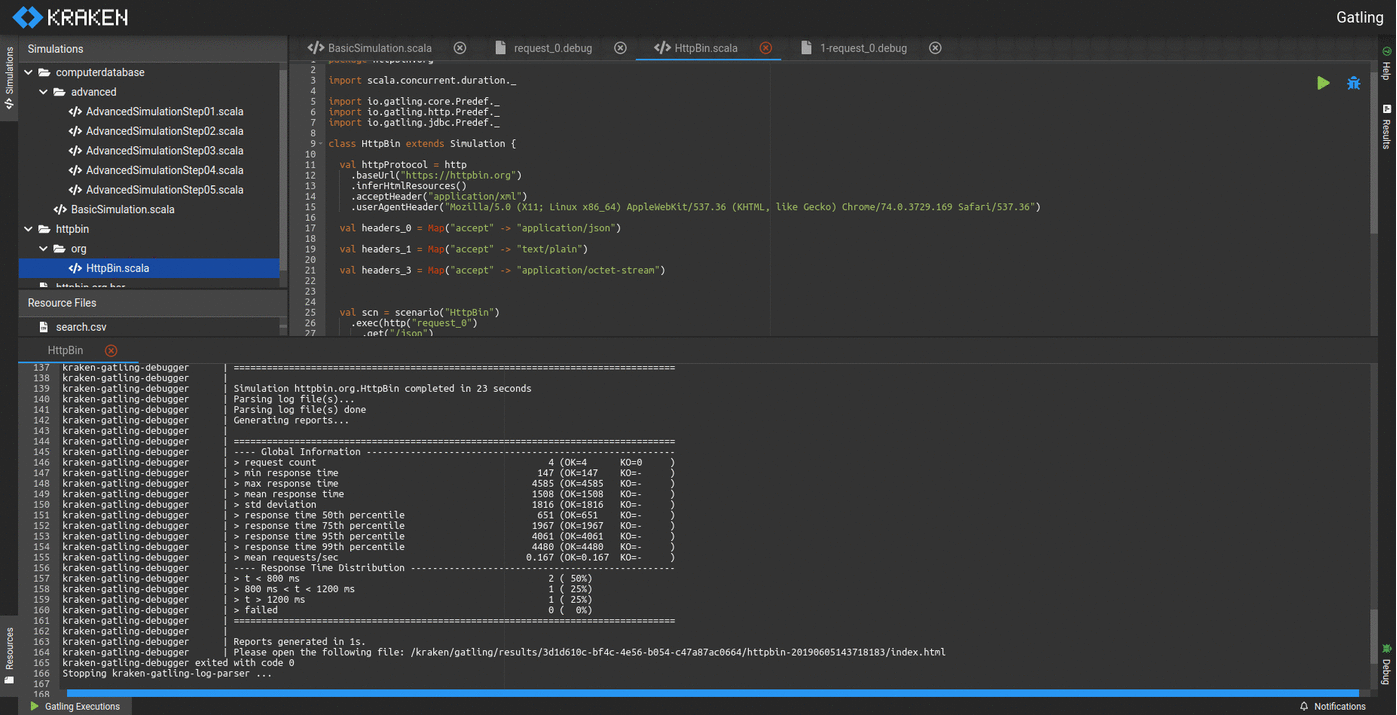 KRAKEN
Gatling
Simulations
Simulations
computerdatabase
advanced
AdvancedSimulationStep01.scala
AdvancedSimulationStep02.scala
AdvancedSimulationStep03.scala
AdvancedSimulationStep04.scala
AdvancedSimulationStep05.scala
BasicSimulation.scala
httpbin
org
HttpBin.scala
httpbin.org.har
Resource Files
search.csv
BasicSimulation.scala
request_0.debug
HttpBin.scala
1-request_0.debug
1 package httpbin.org
2
3 import scala.concurrent.duration._
4
5 import io.gatling.core.Predef._
6 import io.gatling.http.Predef._
7 import io.gatling.jdbc.Predef._
8
9 class HttpBin extends Simulation {
10
11 val httpProtocol = http
12 .baseUrl("https://httpbin.org")
13 .inferHtmlResources()
14 .acceptHeader("application/xml")
15 .userAgentHeader("Mozilla/5.0 (X11; Linux x86_64) AppleWebKit/537.36 (KHTML, like Gecko) Chrome/74.0.3729.169 Safari/537.36")
16
17 val headers_0 = Map("accept" -> "application/json")
18
19 val headers_1 = Map("accept" -> "text/plain")
20
21 val headers_3 = Map("accept" -> "application/octet-stream")
22
23
24
25 val scn = scenario("HttpBin")
26 .exec(http("request_0")
27 .get("/json")
Help
Results
HttpBin
137 kraken-gatling-debugger | ================================================================================
138 kraken-gatling-debugger |
139 kraken-gatling-debugger | Simulation httpbin.org.HttpBin completed in 23 seconds
140 kraken-gatling-debugger | Parsing log file(s)...
141 kraken-gatling-debugger | Parsing log file(s) done
142 kraken-gatling-debugger | Generating reports...
143 kraken-gatling-debugger |
144 kraken-gatling-debugger | ================================================================================
145 kraken-gatling-debugger | ---- Global Information --------------------------------------------------------
146 kraken-gatling-debugger | > request count 4 (OK=4 KO=0 )
147 kraken-gatling-debugger | > min response time 147 (OK=147 KO=- )
148 kraken-gatling-debugger | > max response time 4585 (OK=4585 KO=- )
149 kraken-gatling-debugger | > mean response time 1508 (OK=1508 KO=- )
150 kraken-gatling-debugger | > std deviation 1816 (OK=1816 KO=- )
151 kraken-gatling-debugger | > response time 50th percentile 651 (OK=651 KO=- )
152 kraken-gatling-debugger | > response time 75th percentile 1967 (OK=1967 KO=- )
153 kraken-gatling-debugger | > response time 95th percentile 4061 (OK=4061 KO=- )
154 kraken-gatling-debugger | > response time 99th percentile 4480 (OK=4480 KO=- )
155 kraken-gatling-debugger | > mean requests/sec 0.167 (OK=0.167 KO=- )
156 kraken-gatling-debugger | ---- Response Time Distribution ------------------------------------------------
157 kraken-gatling-debugger | > t < 800 ms 2 ( 50%)
158 kraken-gatling-debugger | > 800 ms < t < 1200 ms 1 ( 25%)
159 kraken-gatling-debugger | > t > 1200 ms 1 ( 25%)
160 kraken-gatling-debugger | > failed 0 ( 0%)
161 kraken-gatling-debugger | ================================================================================
162 kraken-gatling-debugger |
163 kraken-gatling-debugger | Reports generated in 1s.
164 kraken-gatling-debugger | Please open the following file: /kraken/gatling/results/3d1d610c-bf4c-4e56-b054-c47a87ac0664/httpbin-20190605143718183/index.html
165 kraken-gatling-debugger exited with code 0
166 Stopping kraken-gatling-log-parser ...
167
168
Resources
Debug
Gatling Executions
Notifications